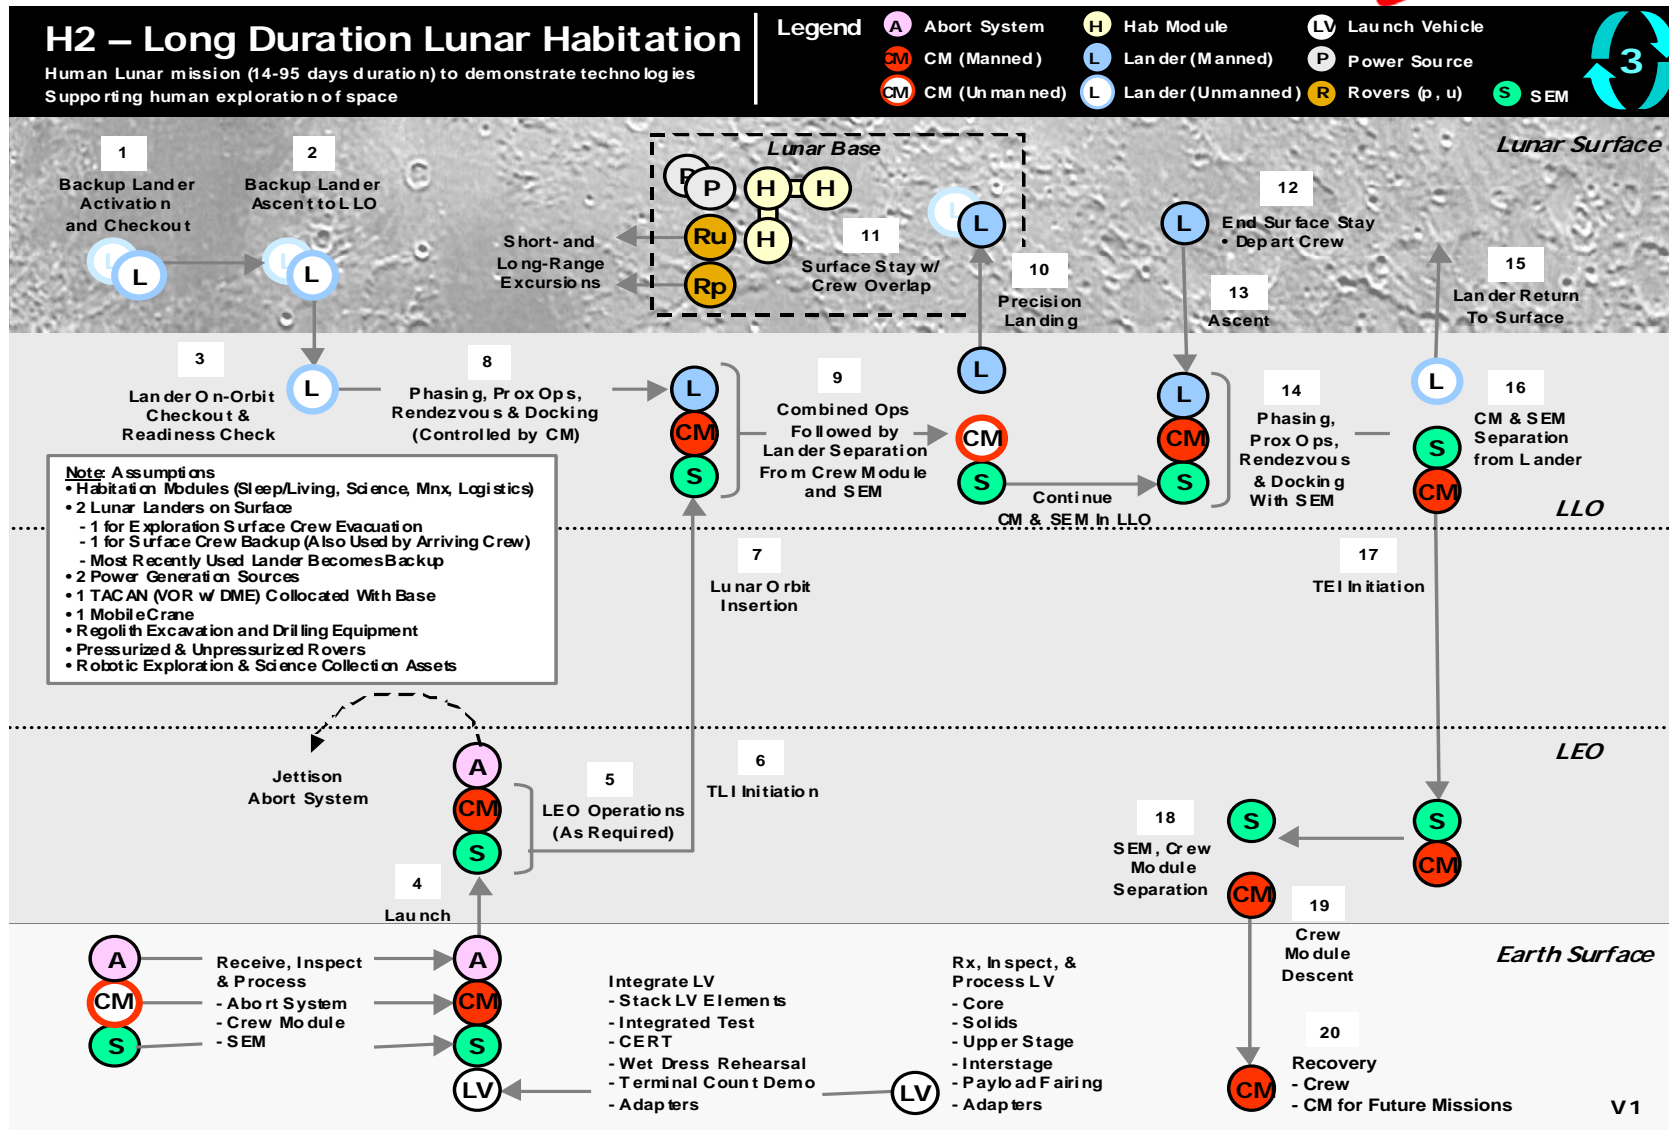 H2 – Long Duration Lunar Habitation
Human Lunar mission (14-95 days duration) to demonstrate technologies
Supporting human exploration of space
Legend
A Abort System
CM CM (Manned)
CM CM (Unmanned)
H Hab Module
L Lander (Manned)
L Lander (Unmanned)
LV Launch Vehicle
P Power Source
R Rovers (p, u)
S SEM
3
Lunar Surface
1
Backup Lander
Activation
and Checkout
L
L
2
Backup Lander
Ascent to LLO
L
L
Lunar Base
P
P
H
H
H
Ru
Rp
Short- and
Long-Range
Excursions
11
Surface Stay w/
Crew Overlap
L
L
10
Precision
Landing
L
12
End Surface Stay
• Depart Crew
13
Ascent
15
Lander Return
To Surface
3
Lander On-Orbit
Checkout &
Readiness Check
L
8
Phasing, Prox Ops,
Rendezvous & Docking
(Controlled by CM)
L
CM
S
9
Combined Ops
Followed by
Lander Separation
From Crew Module
and SEM
L
CM
S
Continue
CM & SEM In LLO
L
CM
S
14
Phasing,
Prox Ops,
Rendezvous
& Docking
With SEM
L
S
CM
16
CM & SEM
Separation
from Lander
LLO
Note: Assumptions
• Habitation Modules (Sleep/Living, Science, Mnx, Logistics)
• 2 Lunar Landers on Surface
- 1 for Exploration Surface Crew Evacuation
- 1 for Surface Crew Backup (Also Used by Arriving Crew)
- Most Recently Used Lander Becomes Backup
• 2 Power Generation Sources
• 1 TACAN (VOR w/ DME) Collocated With Base
• 1 Mobile Crane
• Regolith Excavation and Drilling Equipment
• Pressurized & Unpressurized Rovers
• Robotic Exploration & Science Collection Assets
7
Lunar Orbit
Insertion
17
TEI Initiation
LEO
Jettison
Abort System
A
CM
S
5
LEO Operations
(As Required)
6
TLI Initiation
4
Launch
18
SEM, Crew
Module
Separation
S
CM
S
CM
19
Crew
Module
Descent
Earth Surface
A
CM
S
Receive, Inspect
& Process
- Abort System
- Crew Module
- SEM
A
CM
S
LV
Integrate LV
- Stack LV Elements
- Integrated Test
- CERT
- Wet Dress Rehearsal
- Terminal Count Demo
- Adapters
LV
Rx, Inspect, &
Process LV
- Core
- Solids
- Upper Stage
- Interstage
- Payload Fairing
- Adapters
CM
20
Recovery
- Crew
- CM for Future Missions
V1